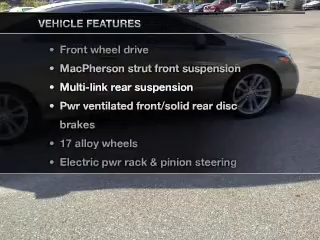 VEHICLE FEATURES
• Front wheel drive
• MacPherson strut front suspension
• Multi-link rear suspension
• Pwr ventilated front/solid rear disc
brakes
• 17 alloy wheels
• Electric pwr rack & pinion steering